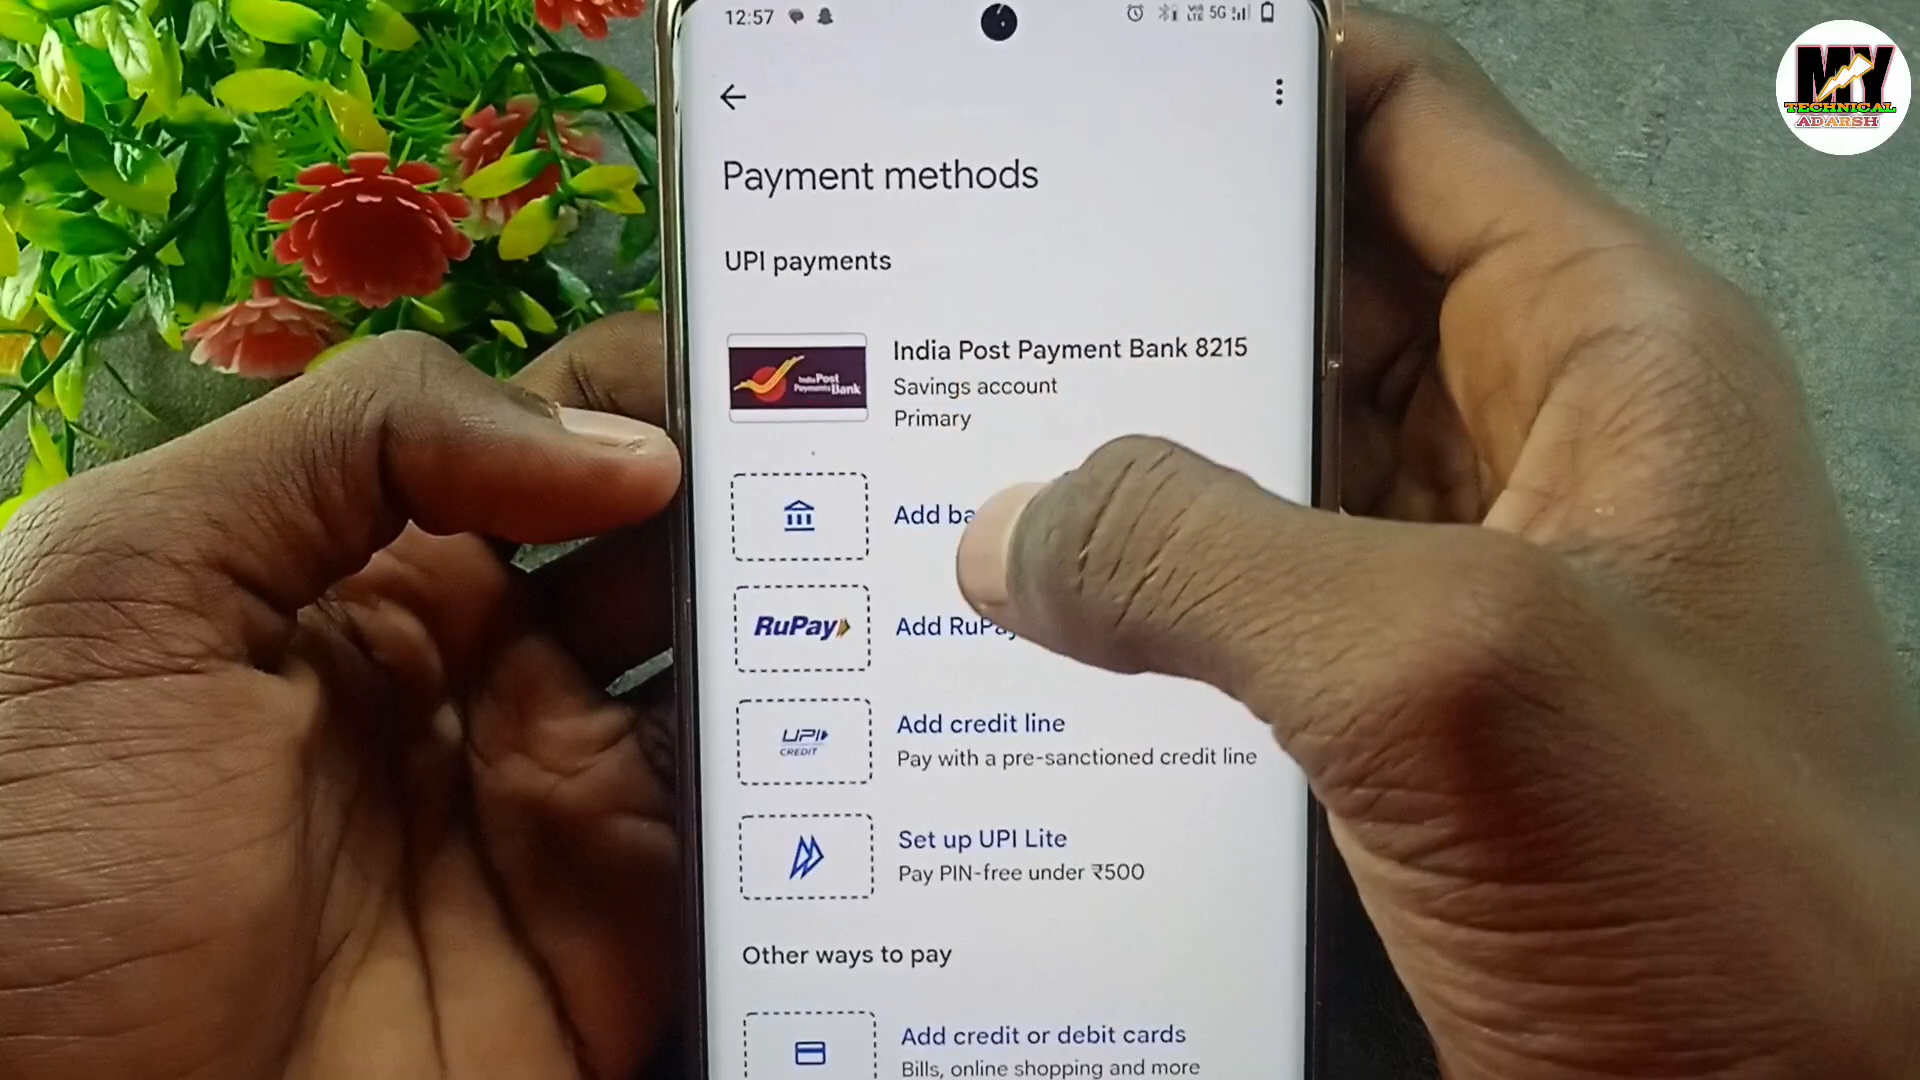 12:57
5G
MY
TECHNICAL
ADARSH
Payment methods
UPI payments
India Post
Payments Bank
India Post Payment Bank 8215
Savings account
Primary
Add
RuPay
Add
UPI
CREDIT
Add credit line
Pay with a pre-sanctioned credit line
Set up UPI Lite
Pay PIN-free under ₹500
Other ways to pay
Add credit or debit cards
Bills, online shopping and more